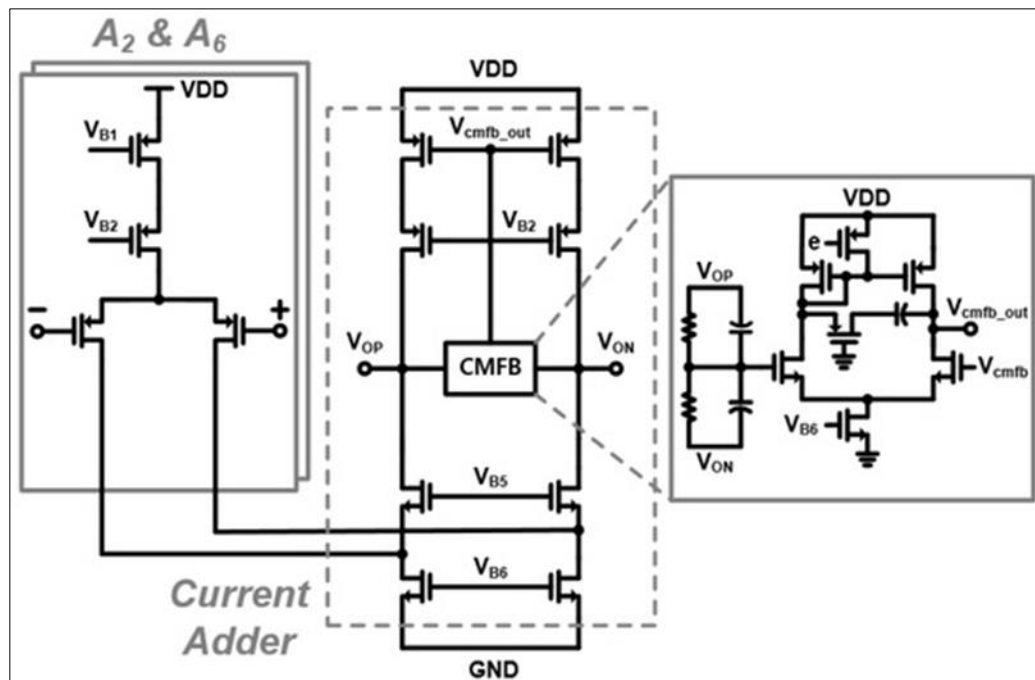 A2 & A6
VDD
VB1
VB2
−
+
VDD
Vcmfb_out
VB2
VOP
CMFB
VON
VB5
VB6
Current
Adder
GND
VDD
e
VOP
Vcmfb_out
Vcmfb
VB6
VON